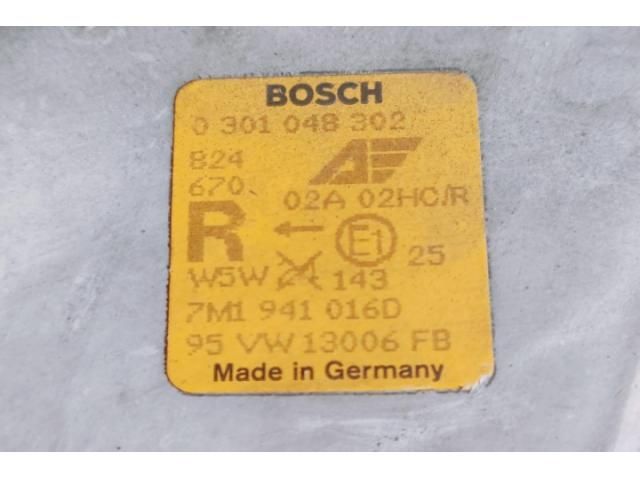 BOSCH
0 301 048 302
824
670.
02A 02HC/R
R ← E1 25
W5W 143
7M1 941 016D
95 VW 13006 FB
Made in Germany